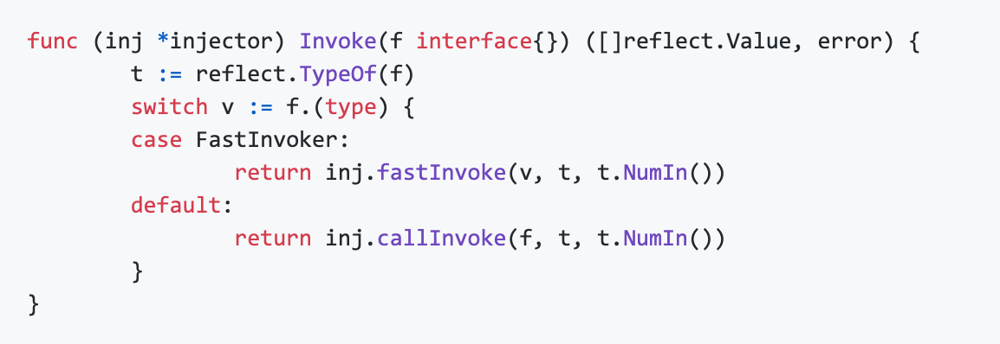 func (inj *injector) Invoke(f interface{}) ([]reflect.Value, error) {
        t := reflect.TypeOf(f)
        switch v := f.(type) {
        case FastInvoker:
                return inj.fastInvoke(v, t, t.NumIn())
        default:
                return inj.callInvoke(f, t, t.NumIn())
        }
}